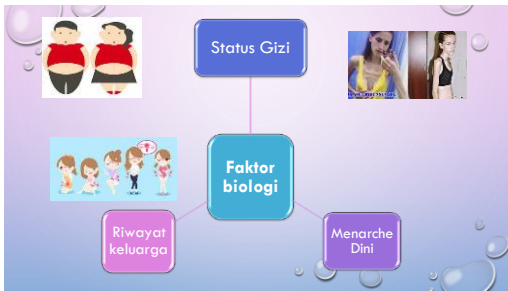 Status Gizi
Faktor
biologi
Riwayat
keluarga
Menarche
Dini